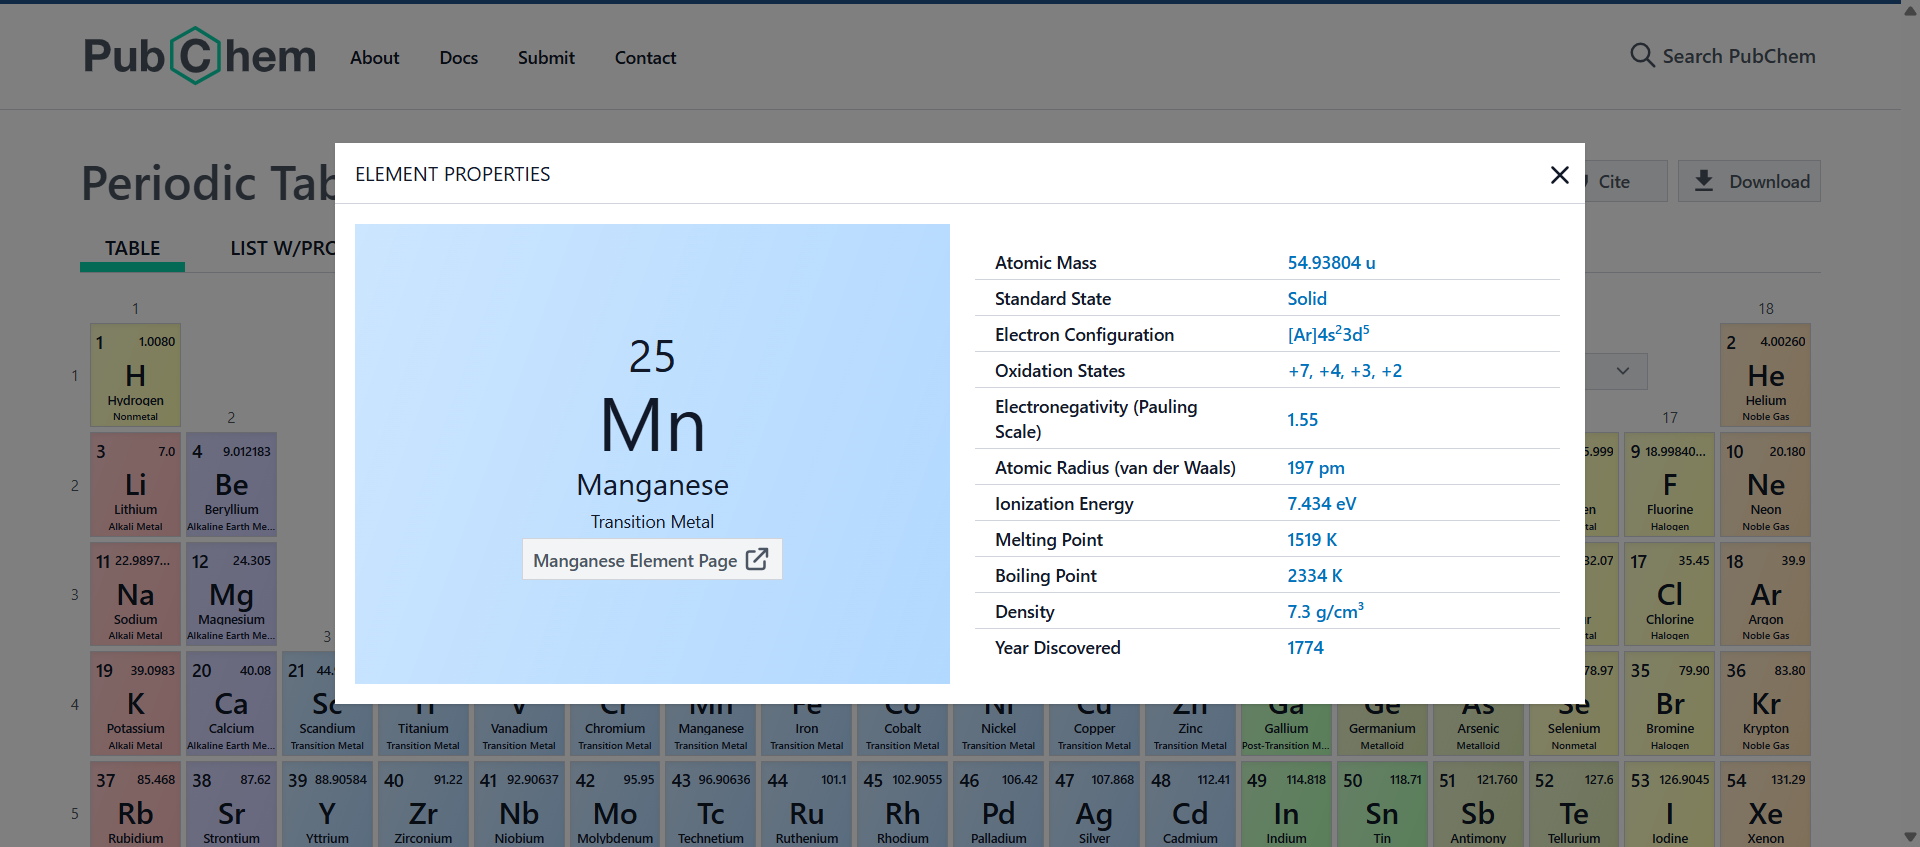 PubChem
About
Docs
Submit
Contact
Search PubChem
Periodic Tab
Cite
Download
TABLE
LIST W/PRO
ELEMENT PROPERTIES
25
Mn
Manganese
Transition Metal
Manganese Element Page
Atomic Mass 54.93804 u
Standard State Solid
Electron Configuration [Ar]4s²3d⁵
Oxidation States +7, +4, +3, +2
Electronegativity (Pauling
Scale) 1.55
Atomic Radius (van der Waals) 197 pm
Ionization Energy 7.434 eV
Melting Point 1519 K
Boiling Point 2334 K
Density 7.3 g/cm³
Year Discovered 1774
1 18
1 1.0080 2 4.00260
1 H He
Hydrogen Helium
Nonmetal Noble Gas
2 17
3 7.0 4 9.012183 5.999 9 18.99840... 10 20.180
2 Li Be F Ne
Lithium Beryllium en Fluorine Neon
Alkali Metal Alkaline Earth Me... tal Halogen Noble Gas
11 22.9897... 12 24.305 32.07 17 35.45 18 39.9
3 Na Mg Cl Ar
Sodium Magnesium r Chlorine Argon
Alkali Metal Alkaline Earth Me... tal Halogen Noble Gas
3
19 39.0983 20 40.08 21 44. 78.97 35 79.90 36 83.80
4 K Ca Sc Ti V Cr Mn Fe Co Ni Cu Zn Ga Ge As Se Br Kr
Potassium Calcium Scandium Titanium Vanadium Chromium Manganese Iron Cobalt Nickel Copper Zinc Gallium Germanium Arsenic Selenium Bromine Krypton
Alkali Metal Alkaline Earth Me... Transition Metal Transition Metal Transition Metal Transition Metal Transition Metal Transition Metal Transition Metal Transition Metal Transition Metal Transition Metal Post-Transition M... Metalloid Metalloid Nonmetal Halogen Noble Gas
37 85.468 38 87.62 39 88.90584 40 91.22 41 92.90637 42 95.95 43 96.90636 44 101.1 45 102.9055 46 106.42 47 107.868 48 112.41 49 114.818 50 118.71 51 121.760 52 127.6 53 126.9045 54 131.29
5 Rb Sr Y Zr Nb Mo Tc Ru Rh Pd Ag Cd In Sn Sb Te I Xe
Rubidium Strontium Yttrium Zirconium Niobium Molybdenum Technetium Ruthenium Rhodium Palladium Silver Cadmium Indium Tin Antimony Tellurium Iodine Xenon